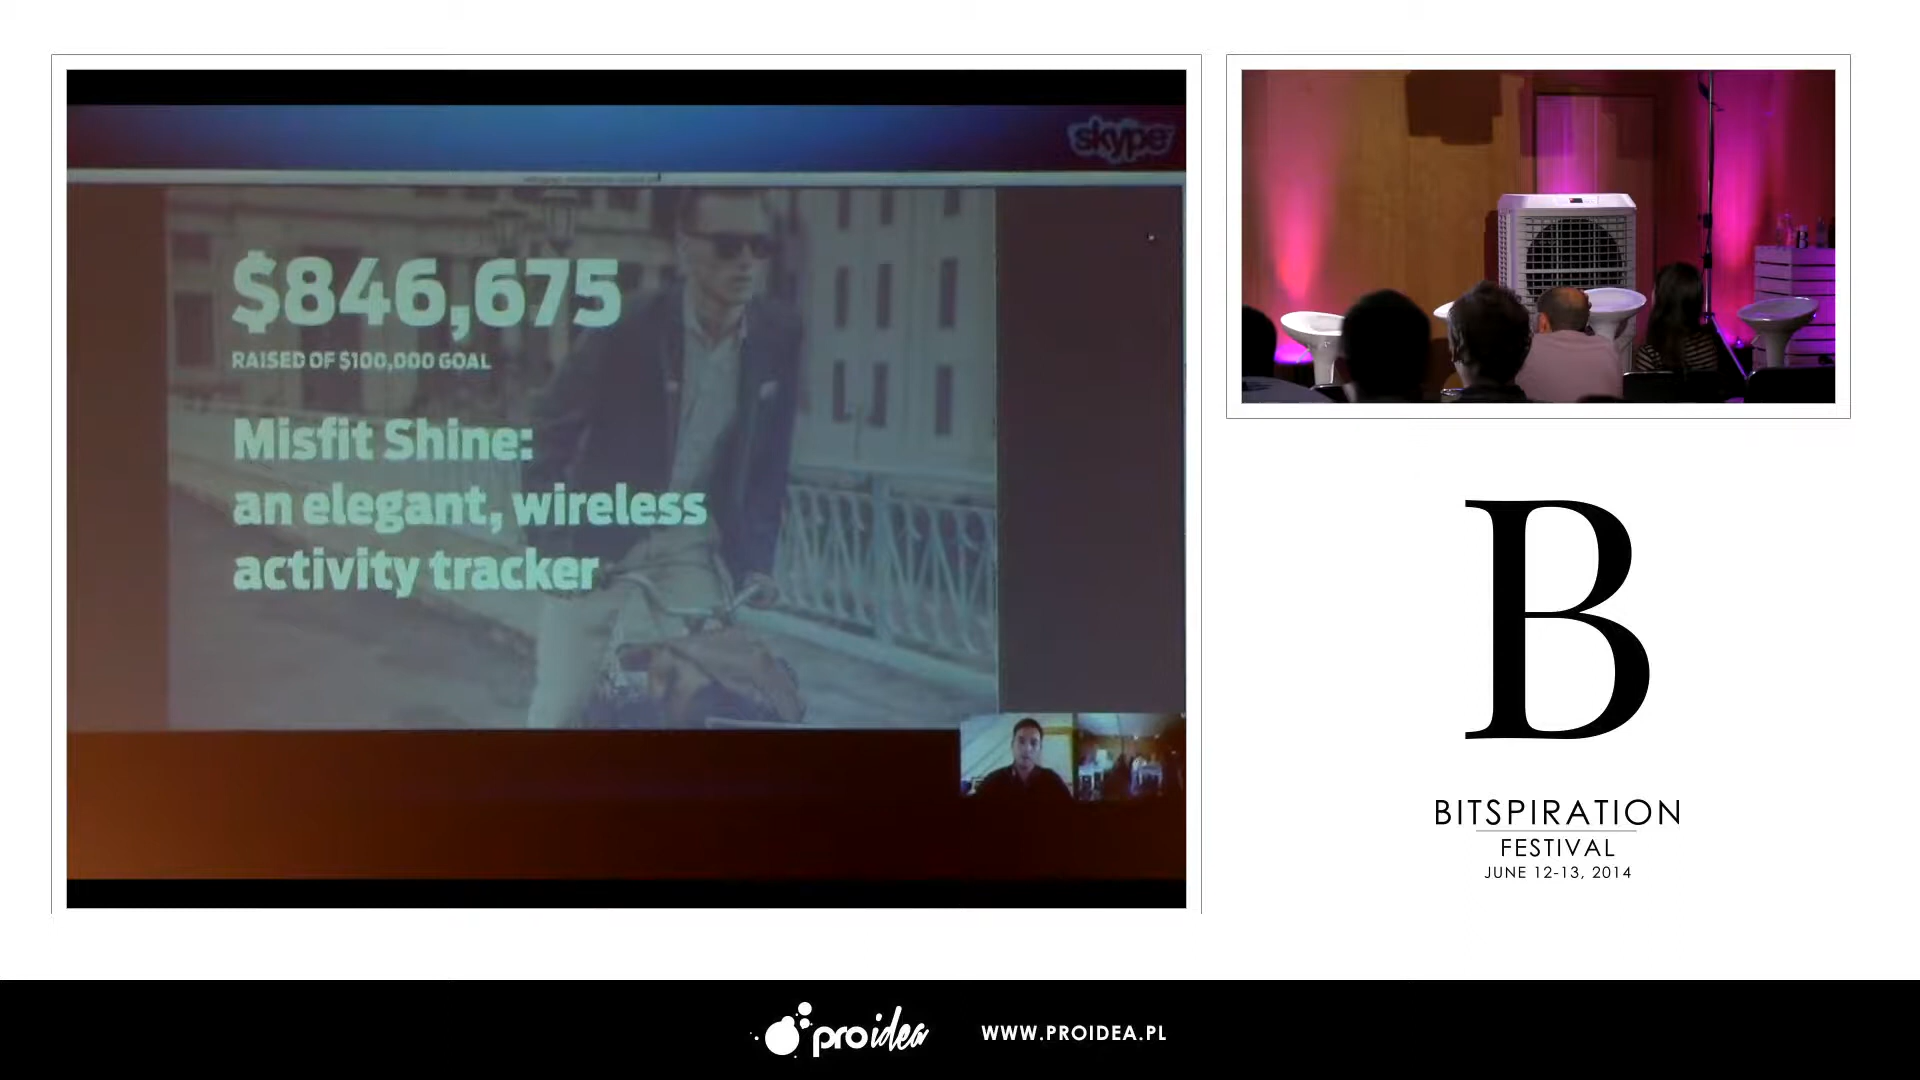 skype
$846,675
RAISED OF $100,000 GOAL
Misfit Shine:
an elegant, wireless
activity tracker
B
BITSPIRATION
FESTIVAL
JUNE 12-13, 2014
proidea
WWW.PROIDEA.PL